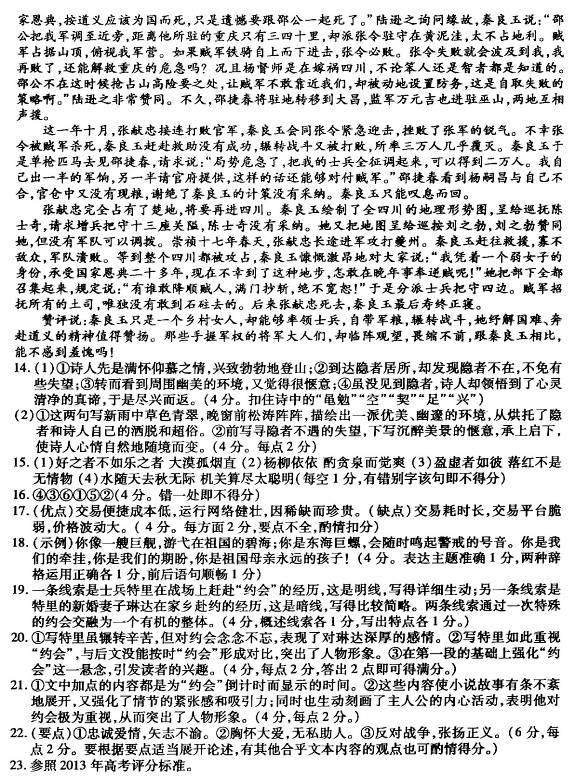 家恩典,按道义应该为国而死,只是遗憾要跟邵公一起死了。”陆逊之询问缘故,秦良玉说:“邵
公把我军调至近旁,距离他所驻的重庆只有三四十里,却派张令驻守在黄泥洼,太不占地利。贼
军占据山顶,俯视我军营。如果贼军铁骑自上而下进击,张令必败。张令失败就会波及到我,我
再败了,还能解救重庆的危急吗?况且杨督师是在嫁祸四川,不论笨人还是智者都是知道的。
邵公不在这时候抢占山高险要之处,让贼军不敢靠近我们,却被动地设置防务,这是自取失败的
策略啊。”陆逊之非常赞同。不久,邵捷春将驻地转移到大昌,监军万元吉也进驻巫山,两地互相
声援。
这一年十月,张献忠接连打败官军,秦良玉会同张令紧急迎击,挫败了张军的锐气。不幸张
令被贼军杀死,秦良玉赶赴救助没有成功,辗转战斗又被打败,所率三万人几乎覆灭。秦良玉于
是单枪匹马去见邵捷春,请求说:“局势危急了,把我的士兵全征调起来,可以得到二万人。我自
己出一半的军饷,另一半请官府提供,这样的话还能够对付贼军。”邵捷春看到杨嗣昌与自己不
合,官仓中又没有现粮,谢绝了秦良玉的计策没有采纳。秦良玉只能叹息而回。
张献忠完全占有了楚地,将要再进四川。秦良玉绘制了全四川的地理形势图,呈给巡抚陈
士奇,请求增兵把守十三座关隘,陈士奇没有采纳。她又把地图呈给巡按刘之勃,刘之勃赞同
她,但没有军队可以调拨。崇祯十七年春天,张献忠长途进军攻打夔州。秦良玉赶往救援,寡不
敌众,军队溃败。等到整个四川都被攻占,秦良玉慷慨激昂地对大家说:“我凭着一个弱女子的
身份,承受国家恩典二十多年,现在不幸到了这种地步,怎敢在晚年事奉逆贼呢!”她把部下全都
召集起来,规定说:“有谁敢降顺贼人,满门抄斩,绝不宽恕!”于是分派士兵把守四边。贼军招
抚所有的土司,唯独没有敢到石砫去的。后来张献忠死去,秦良玉最后寿终正寝。
赞评说:秦良玉只是一个乡村女人,却能够率领士兵,自带军粮,辗转战斗,她纾解国难、奔
赴道义的精神值得赞扬。那些手握军权的将军大人们,却临阵观望,畏缩不前,跟秦良玉相比,
能不感到羞愧吗!
14.(1)①诗人先是满怀仰慕之情,兴致勃勃地登山;②到达隐者居所,却发现隐者不在,不免有
些失望;③转而看到周围幽美的环境,又觉得很惬意;④虽没见到隐者,诗人却领悟到了心灵
清净的真谛,于是尽兴而返。(4分。扣住诗中的“黾勉”“空”“契”“足”“兴”)
(2)①这两句写新雨中草色青翠,晚窗前松涛阵阵,描绘出一派优美、幽邃的环境,从烘托了隐
者和诗人自己的洒脱和超俗。②前写寻隐者不遇的失望,下写沉醉美景的惬意,承上启下,
使诗人心情自然地随境而变。(4分。每点2分)
15.(1)好之者不如乐之者 大漠孤烟直 (2)杨柳依依 酌贪泉而觉爽 (3)盈虚者如彼 落红不是
无情物 (4)水随天去秋无际 机关算尽太聪明(每空1分,有错别字该句即不得分)
16.④③⑥①⑤②(4分。错一处即不得分)
17.(优点)交易便捷成本低,运行网络健壮,因稀缺而珍贵。(缺点)交易耗时长,交易平台脆
弱,价格波动大。(4分。每方面2分,要点不全,酌情扣分)
18.(示例)你像一艘巨舰,游弋在祖国的碧海;你是东海巨螺,会随时鸣起警戒的号音。你是我
们的牵挂,你是我们的期盼,你是祖国母亲永远的孩子!(4分。表达主题准确1分,两种辞
格运用正确各1分,前后语句顺畅1分)
19.一条线索是士兵特里在战场上赶赴“约会”的经历,这是明线,写得详细生动;另一条线索是
特里的新婚妻子琳达在家乡赴约的经历,这是暗线,写得比较简略。两条线索通过一次特殊
的约会交融为一个有机的整体。(4分,概述线索各1分,写出特点各1分。)
20.①写特里虽辗转辛苦,但对约会念念不忘,表现了对琳达深厚的感情。②写特里如此重视
“约会”,与后文没能按时“约会”形成对比,突出了人物形象。③在第一段的基础上强化“约
会”这一悬念,引发读者的兴趣。(4分,每点2分,答出2点即可得满分。)
21.①文中加点的内容都是为“约会”倒计时而显示的时间。②这些内容使小说故事有条不紊
地展开,又强化了情节的紧张感和吸引力;同时也生动刻画了主人公的内心活动,表明他对
约会极为重视,从而突出了人物形象。(4分,每点2分)
22.(要点)①忠诚爱情,矢志不渝。②胸怀大爱,无私助人。③反对战争,张扬正义。(6分,每
点2分。要根据要点适当展开论述,有其他合乎文本内容的观点也可酌情得分。)
23.参照2013年高考评分标准。